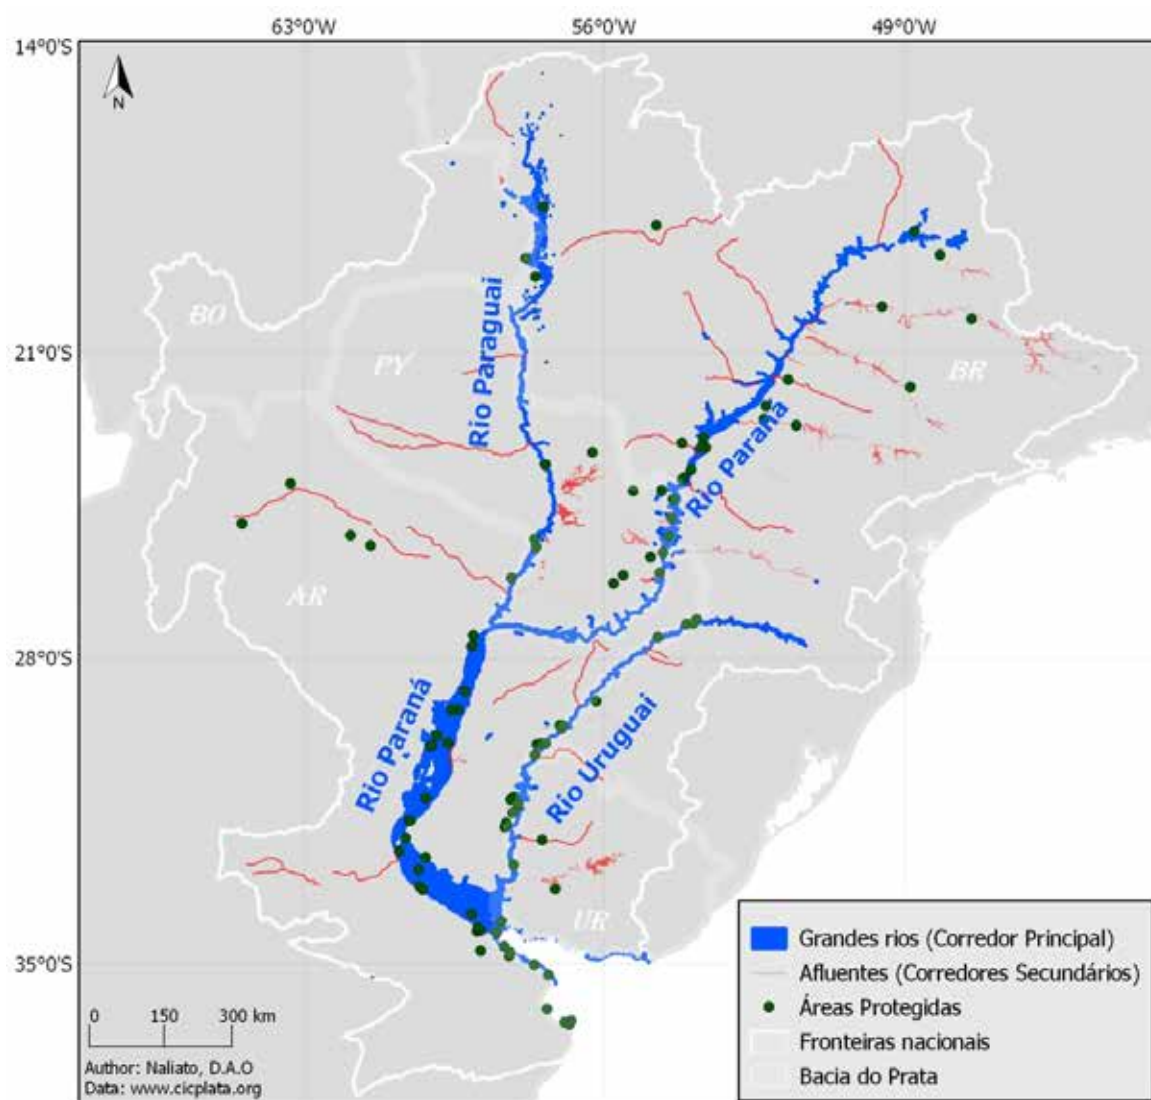 63°0'W 56°0'W 49°0'W
14°0'S
N
BO
Rio Paraguai
PY
21°0'S
BR
Rio Paraná
AR
28°0'S
Rio Paraná
Rio Uruguai
UR
35°0'S
0 150 300 km
Author: Naliato, D.A.O
Data: www.cicplata.org
Grandes rios (Corredor Principal)
Afluentes (Corredores Secundários)
Áreas Protegidas
Fronteiras nacionais
Bacia do Prata